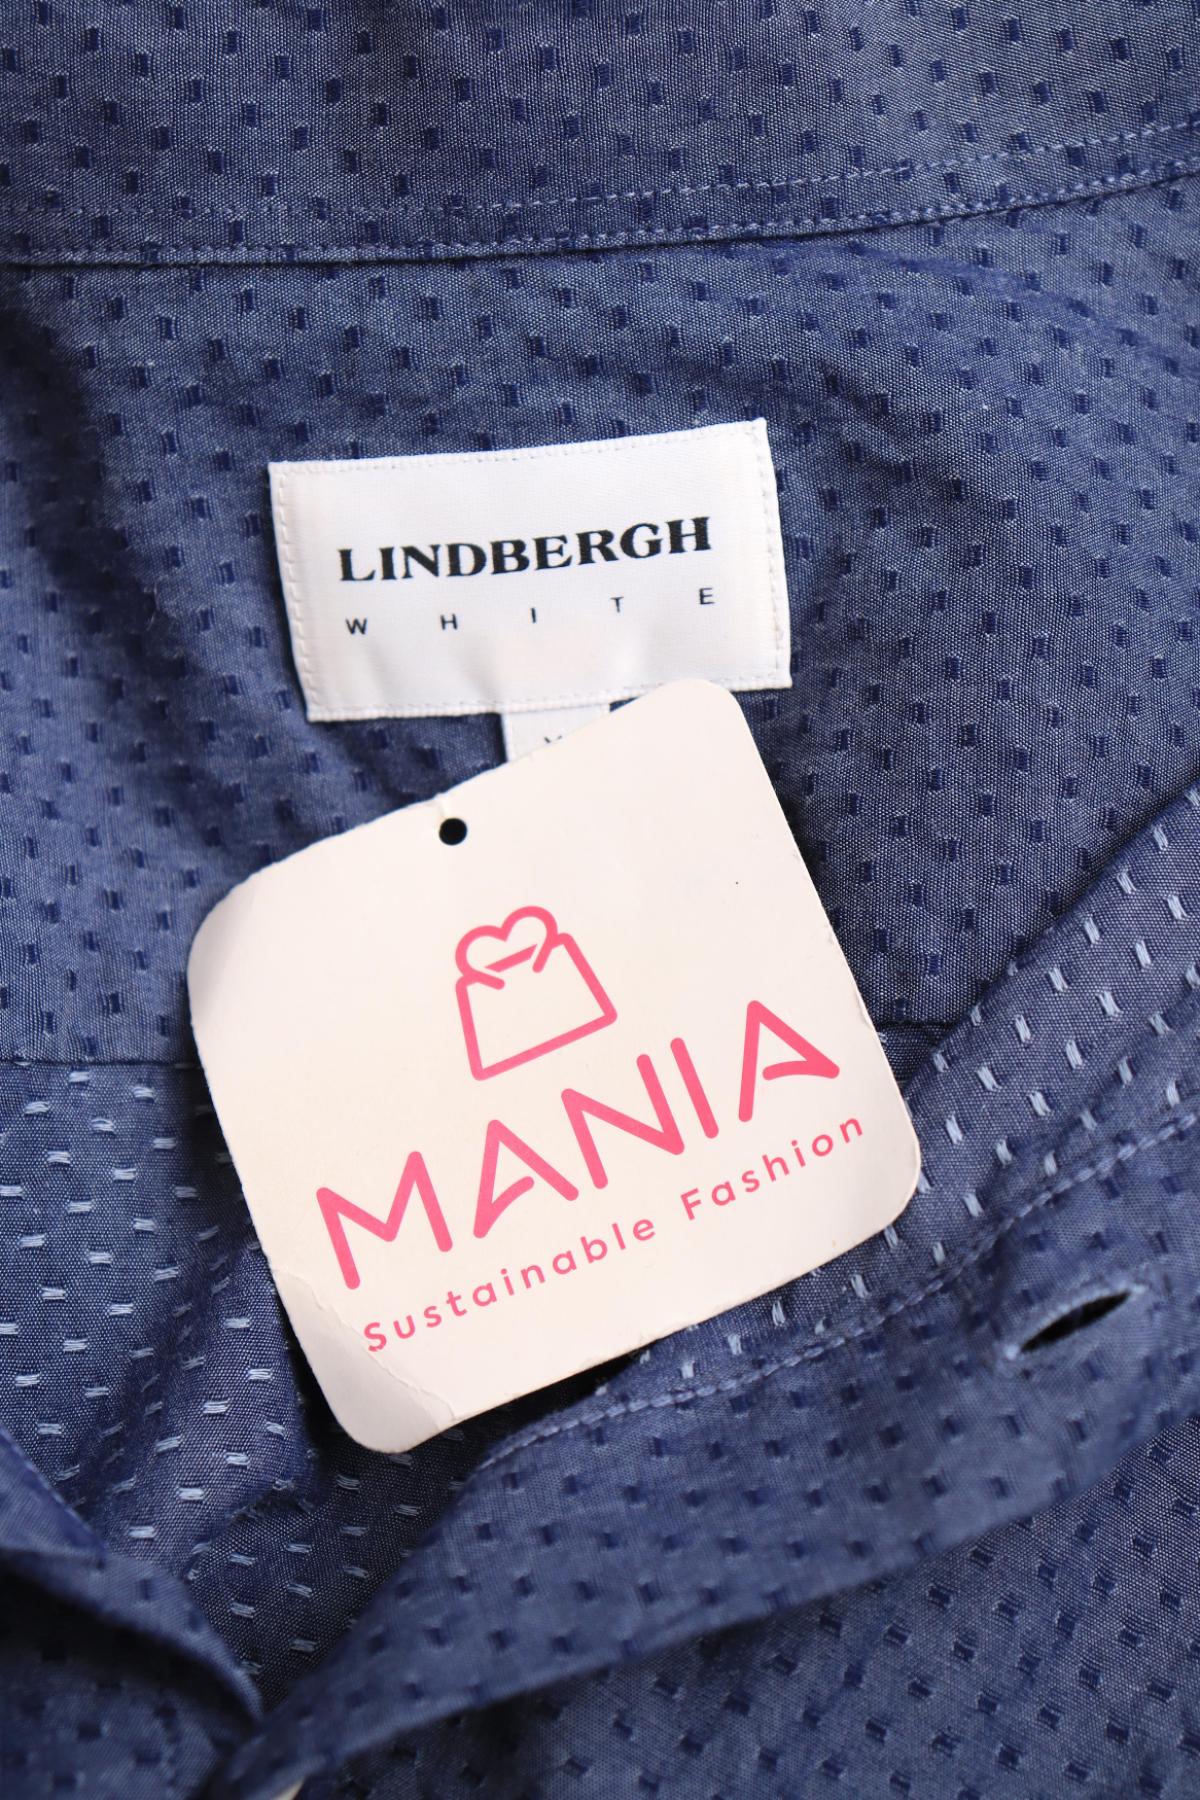 LINDBERGH
WHITE
MANIA
Sustainable Fashion